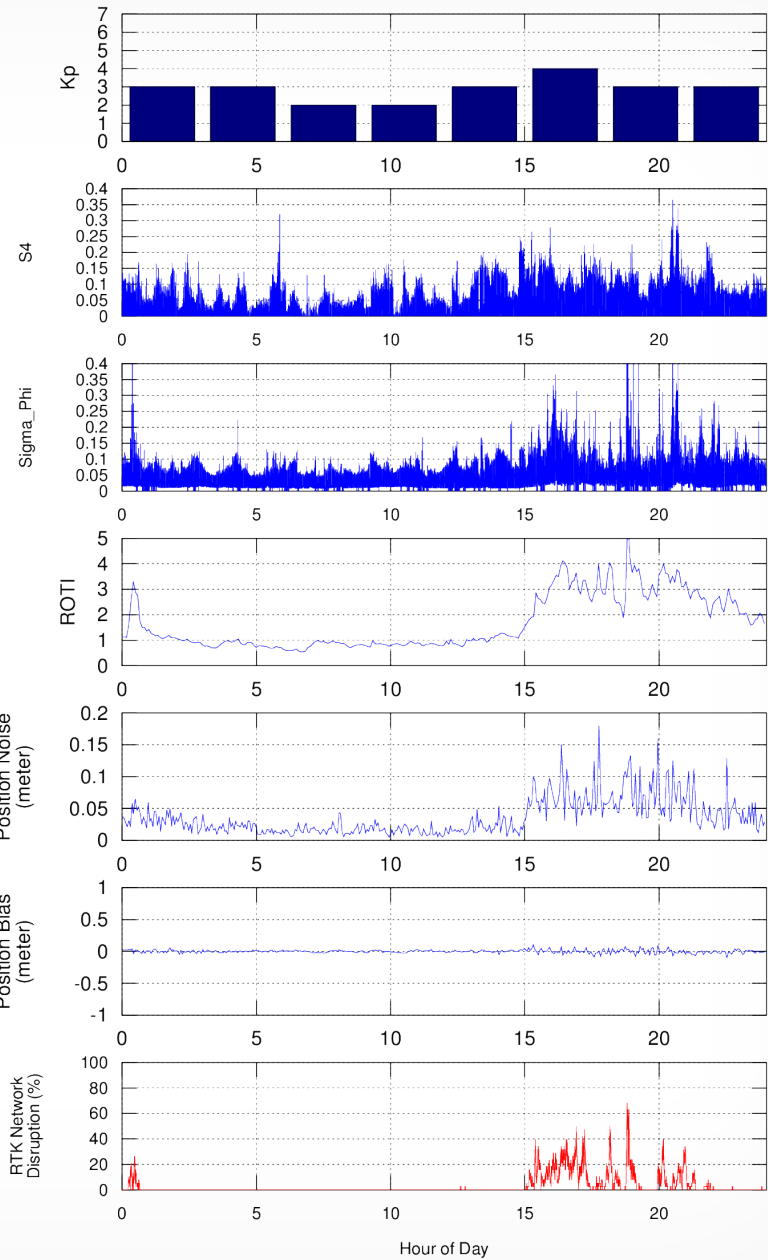 7
6
5
4
3
2
1
0
Kp
0 5 10 15 20
0.4
0.35
0.3
0.25
0.2
0.15
0.1
0.05
0
S4
0 5 10 15 20
0.4
0.35
0.3
0.25
0.2
0.15
0.1
0.05
0
Sigma_Phi
0 5 10 15 20
5
4
3
2
1
0
ROTI
0 5 10 15 20
0.2
0.15
0.1
0.05
0
Position Noise
(meter)
0 5 10 15 20
1
0.5
0
-0.5
-1
Position Bias
(meter)
0 5 10 15 20
100
80
60
40
20
0
RTK Network
Disruption (%)
0 5 10 15 20
Hour of Day